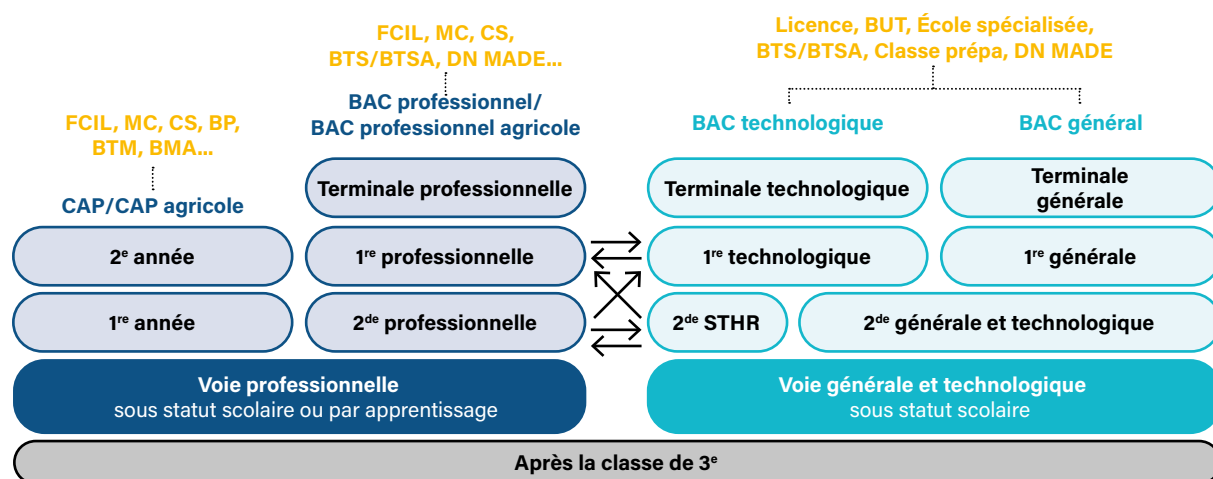 FCIL, MC, CS, BP,
BTM, BMA...
CAP/CAP agricole
2e année
1re année
FCIL, MC, CS,
BTS/BTSA, DN MADE...
BAC professionnel/
BAC professionnel agricole
Terminale professionnelle
1re professionnelle
2de professionnelle
Voie professionnelle
sous statut scolaire ou par apprentissage
Licence, BUT, École spécialisée,
BTS/BTSA, Classe prépa, DN MADE
BAC technologique
BAC général
Terminale technologique
Terminale
générale
1re technologique
1re générale
2de STHR
2de générale et technologique
Voie générale et technologique
sous statut scolaire
Après la classe de 3e